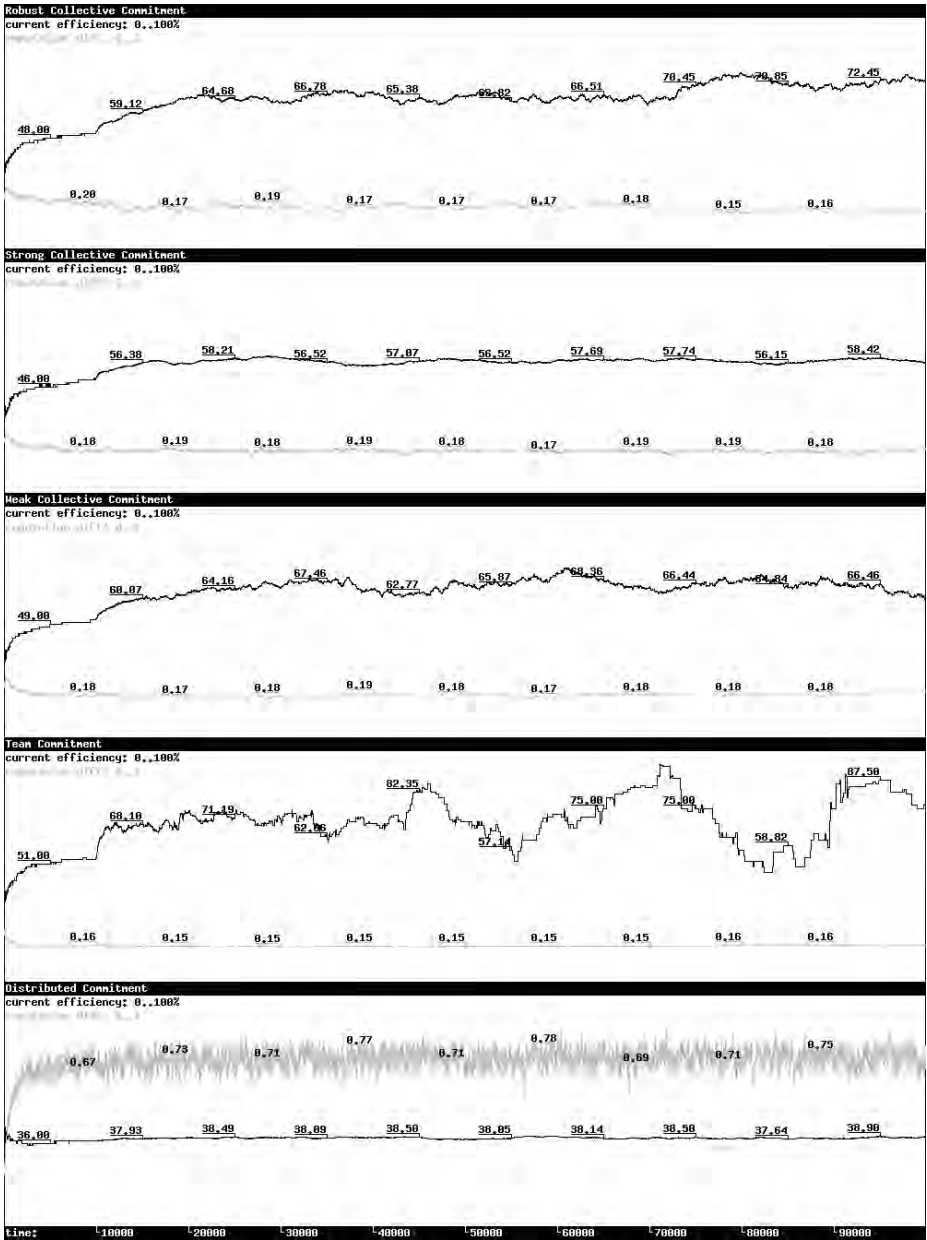 Robust Collective Commitment
current efficiency: 0..100%
48.00 59.12 64.68 66.78 65.38 66.51 70.45 70.85 72.45
0.20 0.17 0.19 0.17 0.17 0.17 0.18 0.15 0.16
Strong Collective Commitment
current efficiency: 0..100%
46.00 56.38 58.21 56.52 57.07 56.52 57.69 57.74 56.15 58.42
0.18 0.19 0.18 0.19 0.18 0.17 0.19 0.19 0.18
Weak Collective Commitment
current efficiency: 0..100%
49.00 60.07 64.16 67.46 62.77 65.87 68.36 66.44 66.46
0.18 0.17 0.18 0.19 0.18 0.17 0.18 0.18 0.18
Team Commitment
current efficiency: 0..100%
51.00 68.10 71.19 82.35 57.14 75.00 75.00 58.82 87.50
0.16 0.15 0.15 0.15 0.15 0.15 0.15 0.16 0.16
Distributed Commitment
current efficiency: 0..100%
0.67 0.73 0.71 0.77 0.71 0.78 0.69 0.71 0.75
36.00 37.93 38.49 38.09 38.50 38.05 38.14 38.50 37.64 38.90
time: 10000 20000 30000 40000 50000 60000 70000 80000 90000